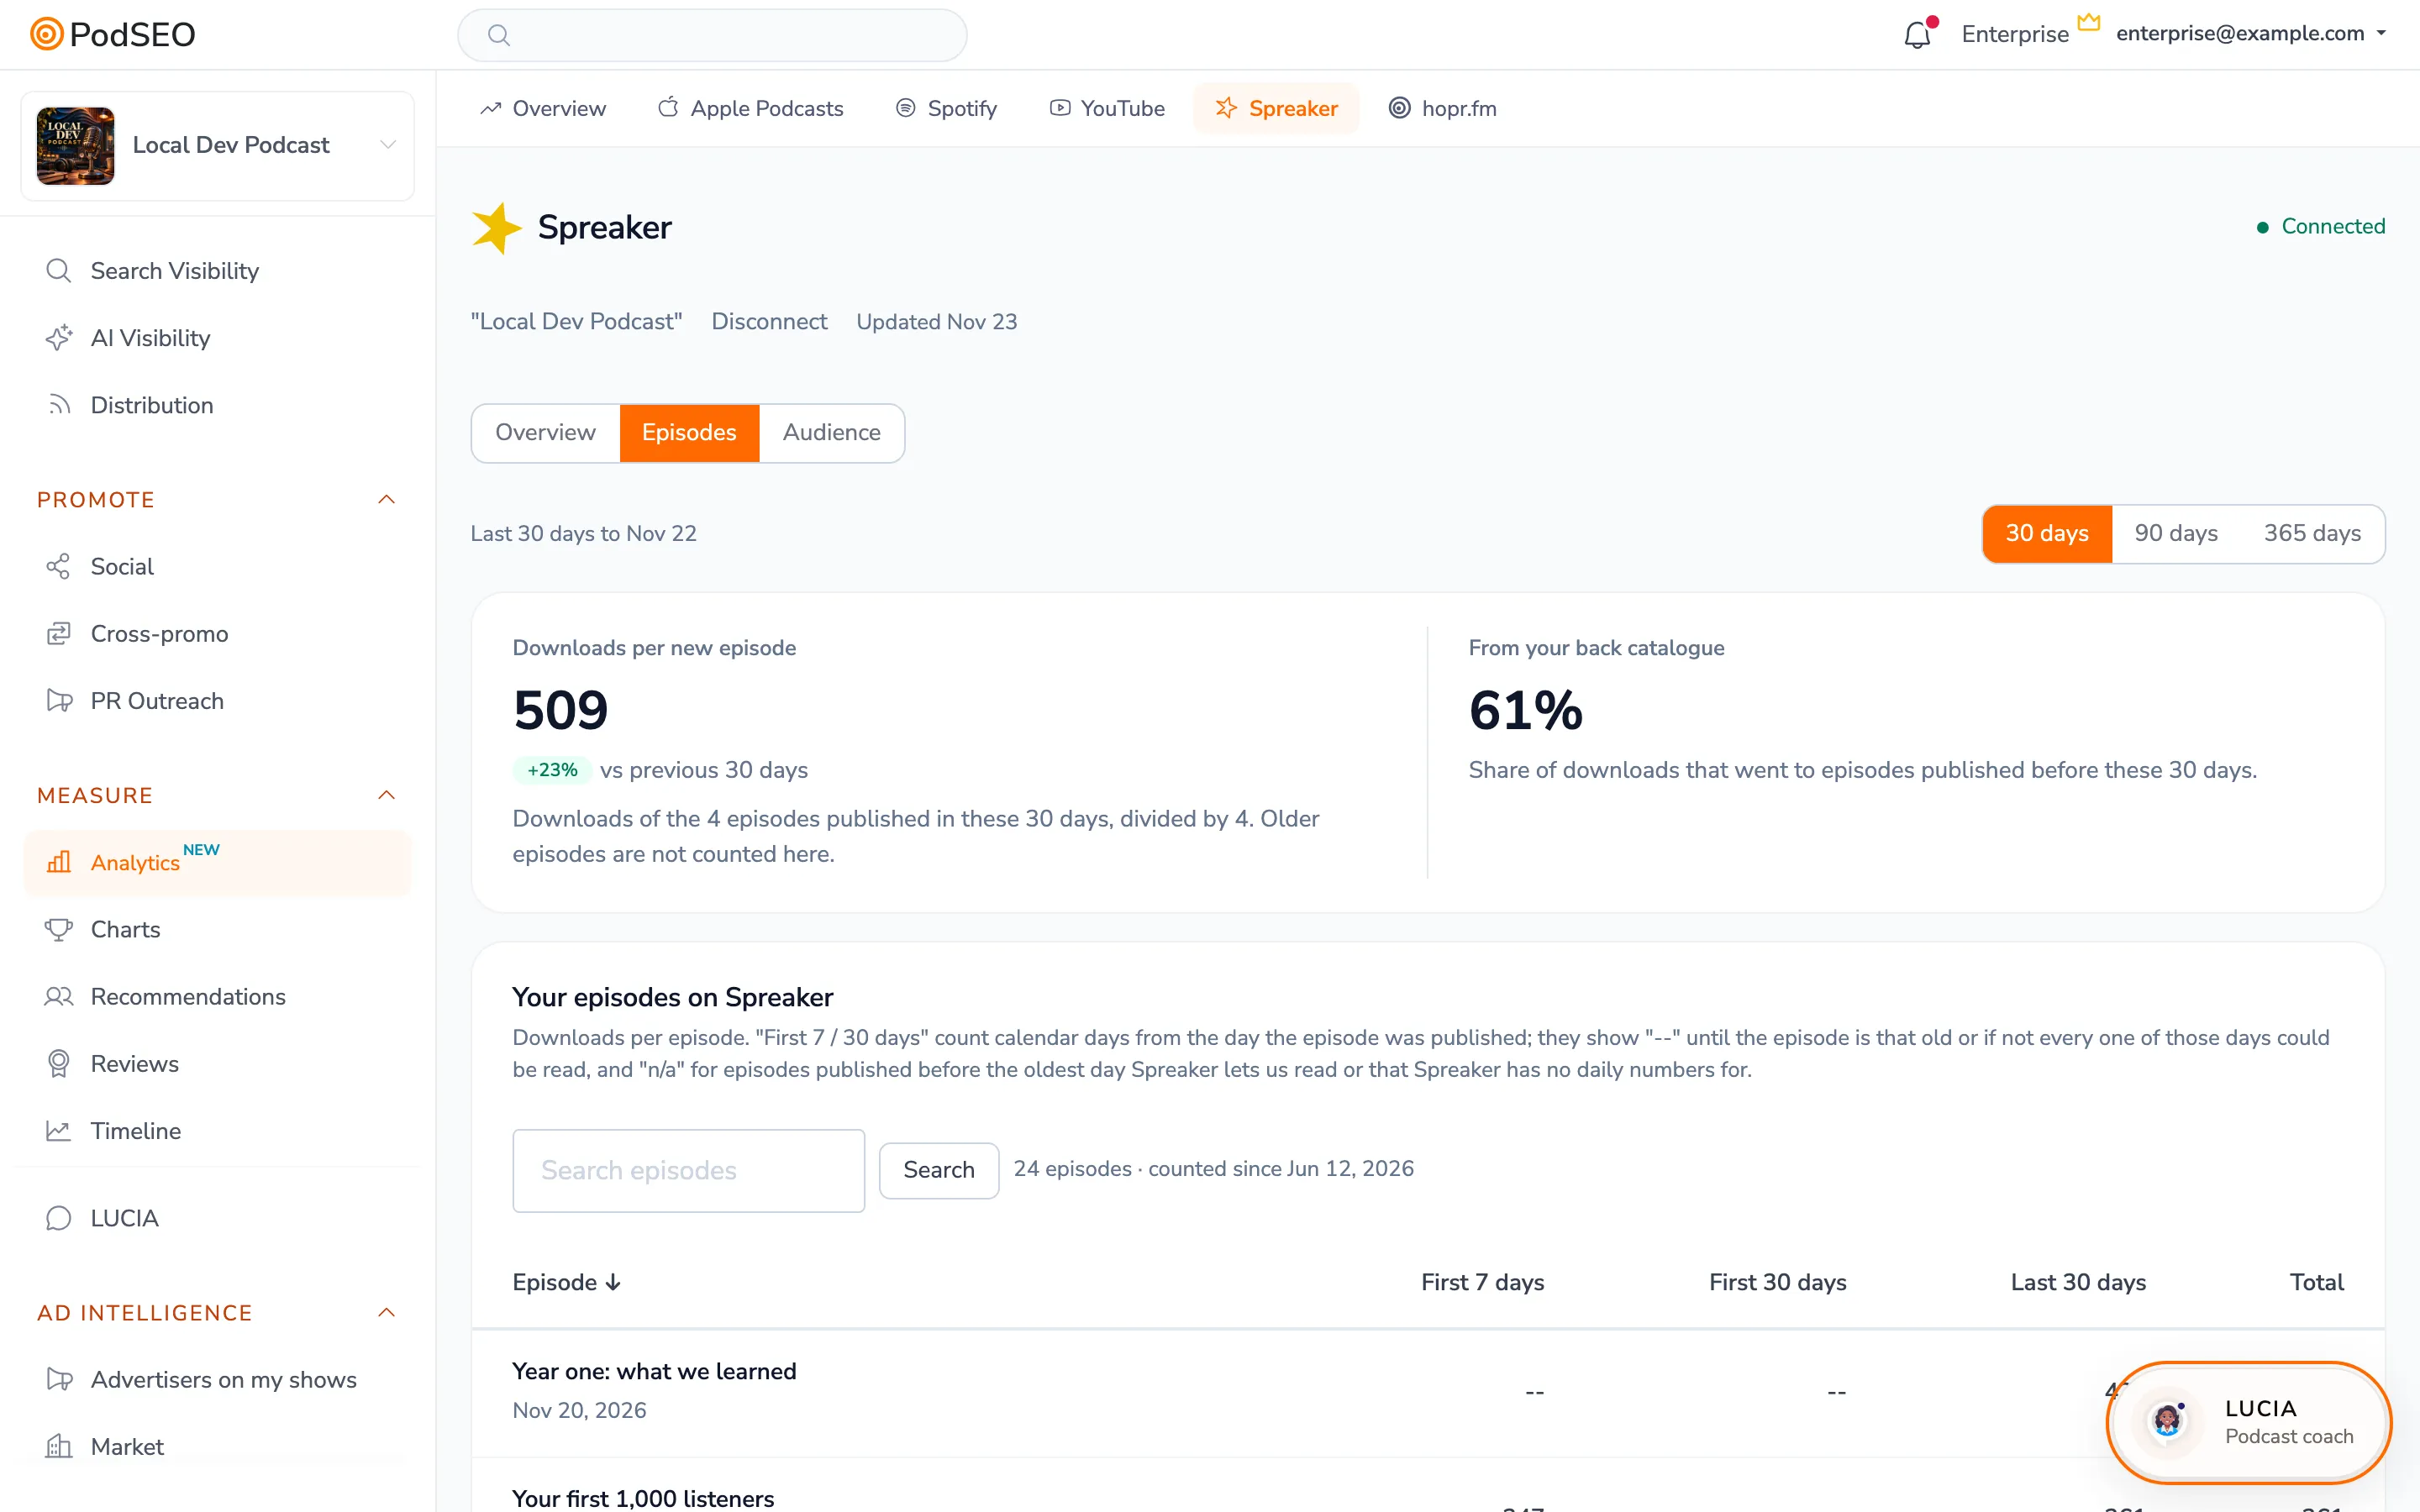 PodSEO
Enterprise
enterprise@example.com
LOCAL
DEV
PODCAST
Local Dev Podcast
Overview
Apple Podcasts
Spotify
YouTube
Spreaker
hopr.fm
Search Visibility
AI Visibility
Distribution
PROMOTE
Social
Cross-promo
PR Outreach
MEASURE
Analytics NEW
Charts
Recommendations
Reviews
Timeline
LUCIA
AD INTELLIGENCE
Advertisers on my shows
Market
Spreaker
Connected
"Local Dev Podcast" Disconnect Updated Nov 23
Overview Episodes Audience
Last 30 days to Nov 22
30 days 90 days 365 days
Downloads per new episode
509
+23% vs previous 30 days
Downloads of the 4 episodes published in these 30 days, divided by 4. Older
episodes are not counted here.
From your back catalogue
61%
Share of downloads that went to episodes published before these 30 days.
Your episodes on Spreaker
Downloads per episode. "First 7 / 30 days" count calendar days from the day the episode was published; they show "--" until the episode is that old or if not every one of those days could
be read, and "n/a" for episodes published before the oldest day Spreaker lets us read or that Spreaker has no daily numbers for.
Search episodes
Search
24 episodes · counted since Jun 12, 2026
Episode ↓ First 7 days First 30 days Last 30 days Total
Year one: what we learned
Nov 20, 2026
-- --
Your first 1,000 listeners
LUCIA
Podcast coach